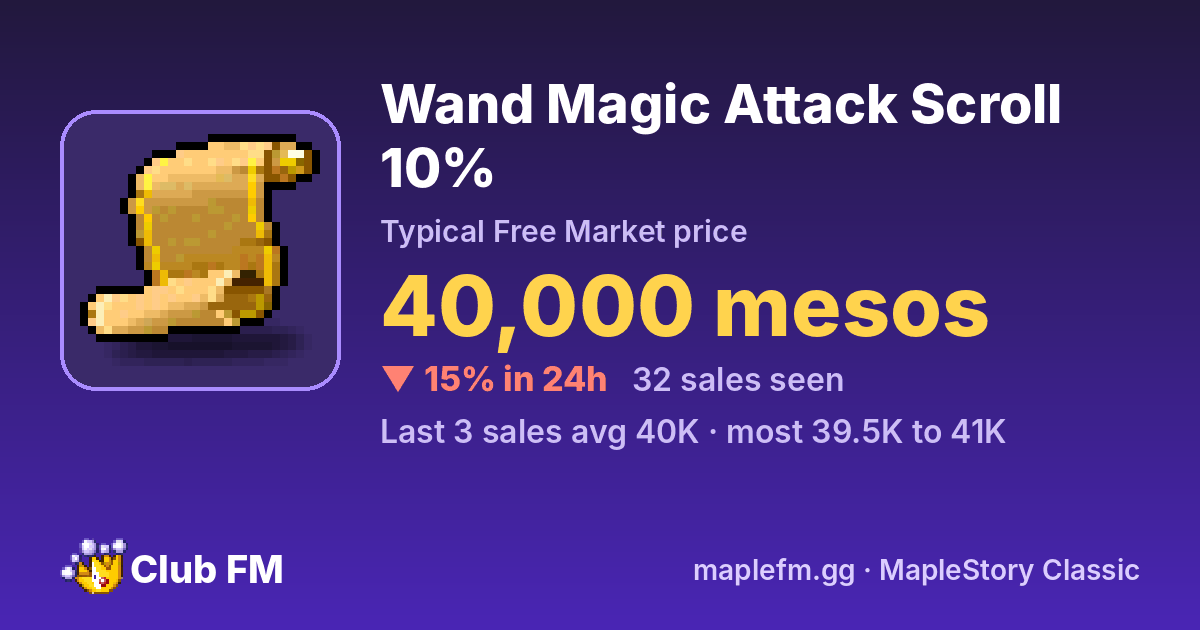 Wand Magic Attack Scroll
10%
Typical Free Market price
40,000 mesos
▼ 15% in 24h 32 sales seen
Last 3 sales avg 40K · most 39.5K to 41K
Club FM
maplefm.gg · MapleStory Classic